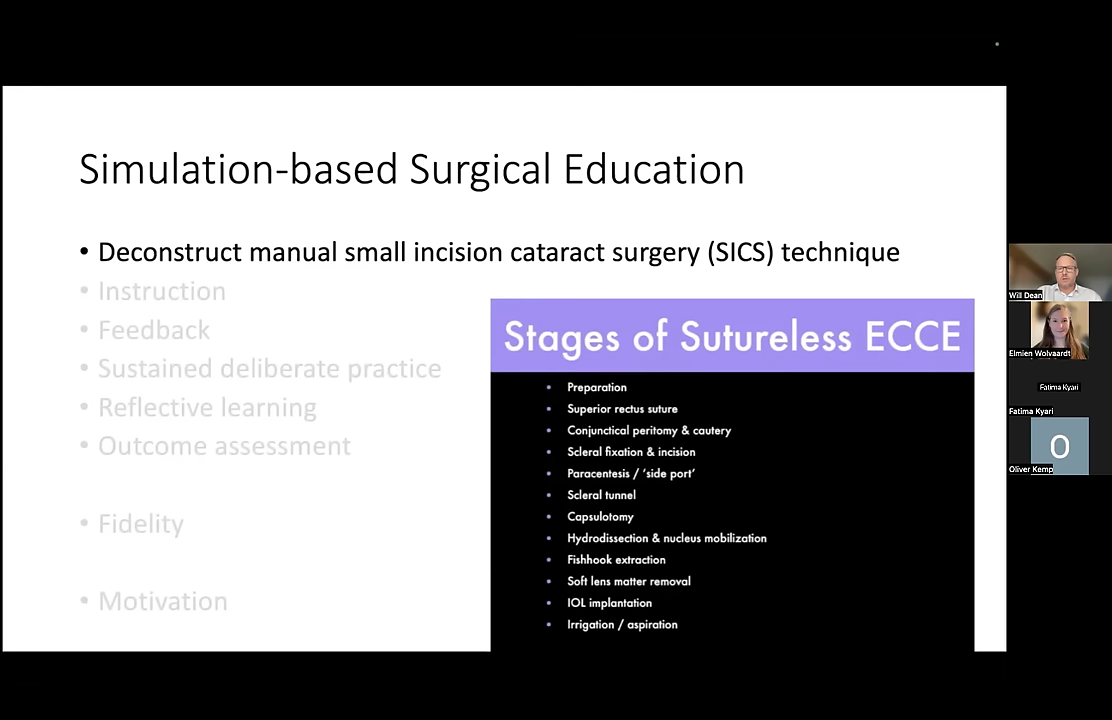 Simulation-based Surgical Education
• Deconstruct manual small incision cataract surgery (SICS) technique
• Instruction
• Feedback
• Sustained deliberate practice
• Reflective learning
• Outcome assessment
• Fidelity
• Motivation
Stages of Sutureless ECCE
• Preparation
• Superior rectus suture
• Conjunctical peritomy & cautery
• Scleral fixation & incision
• Paracentesis / 'side port'
• Scleral tunnel
• Capsulotomy
• Hydrodissection & nucleus mobilization
• Fishhook extraction
• Soft lens matter removal
• IOL implantation
• Irrigation / aspiration
Will Dean
Elmien Wolvaardt
Fatima Kyari
Fatima Kyari
O
Oliver Kemp